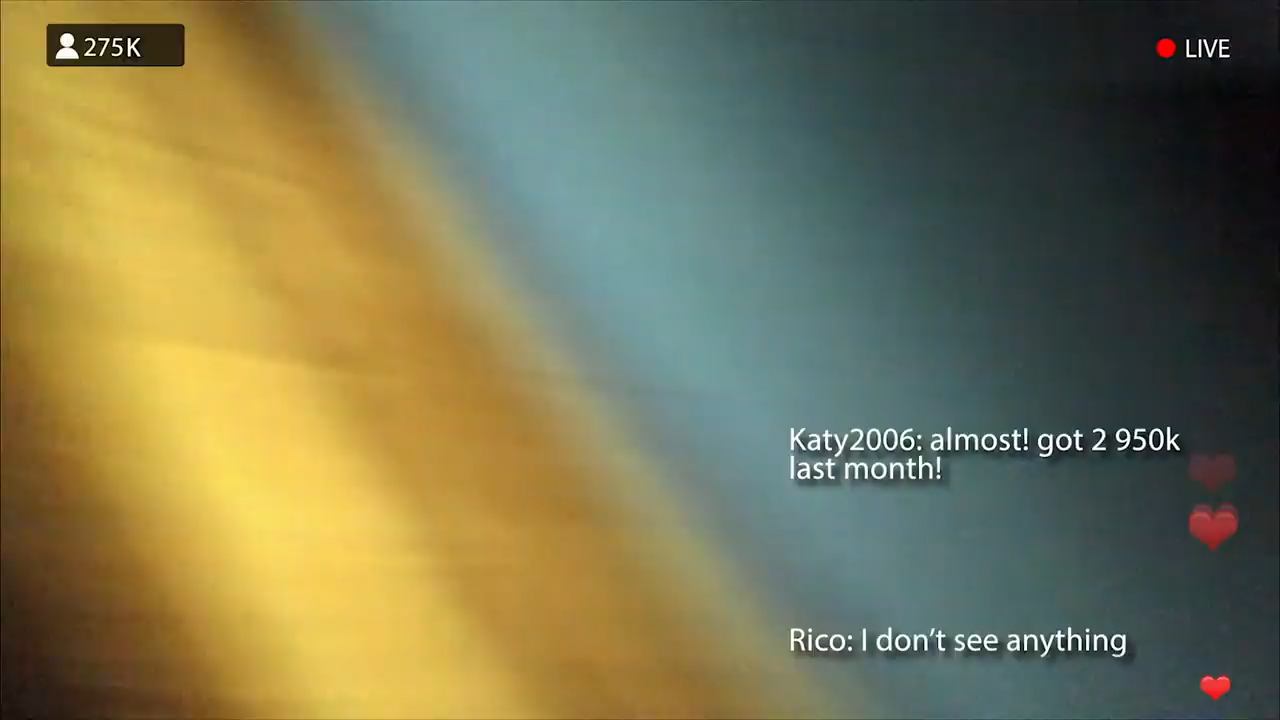 275K
LIVE
Katy2006: almost! got 2 950k
last month!
Rico: I don’t see anything